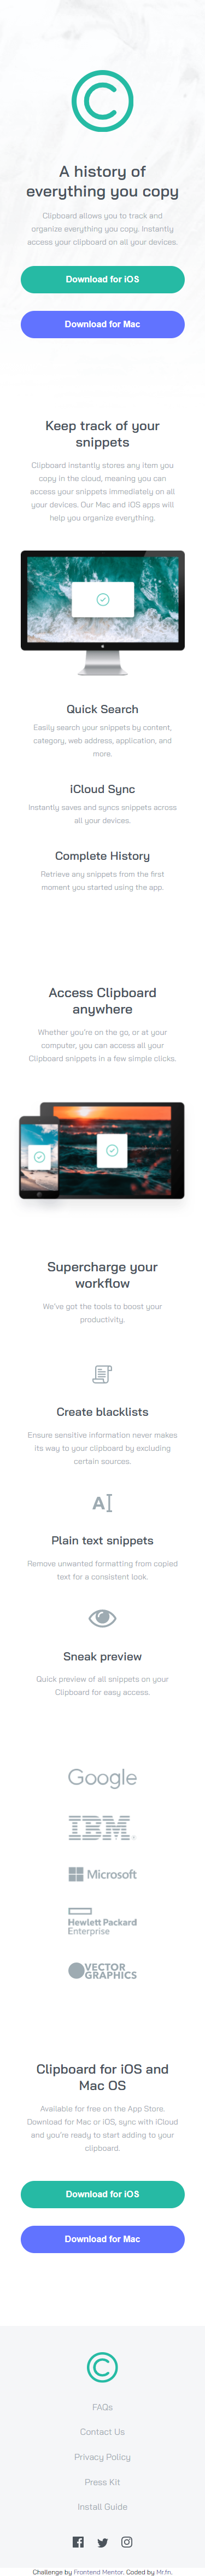 A history of
everything you copy
Clipboard allows you to track and
organize everything you copy. Instantly
access your clipboard on all your devices.
Download for iOS
Download for Mac
Keep track of your
snippets
Clipboard instantly stores any item you
copy in the cloud, meaning you can
access your snippets immediately on all
your devices. Our Mac and iOS apps will
help you organize everything.
Quick Search
Easily search your snippets by content,
category, web address, application, and
more.
iCloud Sync
Instantly saves and syncs snippets across
all your devices.
Complete History
Retrieve any snippets from the first
moment you started using the app.
Access Clipboard
anywhere
Whether you're on the go, or at your
computer, you can access all your
Clipboard snippets in a few simple clicks.
Supercharge your
workflow
We've got the tools to boost your
productivity.
Create blacklists
Ensure sensitive information never makes
its way to your clipboard by excluding
certain sources.
A
Plain text snippets
Remove unwanted formatting from copied
text for a consistent look.
Sneak preview
Quick preview of all snippets on your
Clipboard for easy access.
Google
IBM
Microsoft
Hewlett Packard
Enterprise
VECTOR
GRAPHICS
Clipboard for iOS and
Mac OS
Available for free on the App Store.
Download for Mac or iOS, sync with iCloud
and you're ready to start adding to your
clipboard.
Download for iOS
Download for Mac
FAQs
Contact Us
Privacy Policy
Press Kit
Install Guide
Challenge by Frontend Mentor. Coded by Mr.fn.